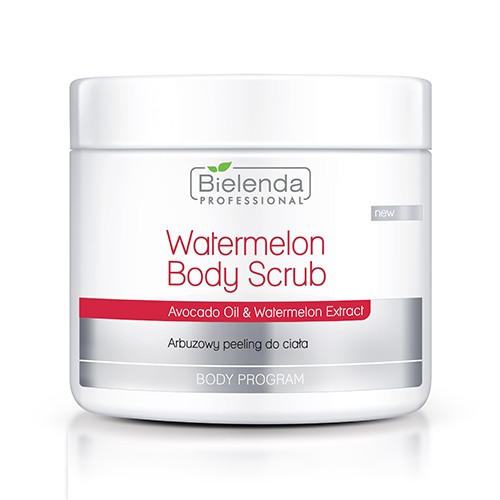 Bielenda
PROFESSIONAL
new
Watermelon
Body Scrub
Avocado Oil & Watermelon Extract
Arbuzowy peeling do ciała
BODY PROGRAM